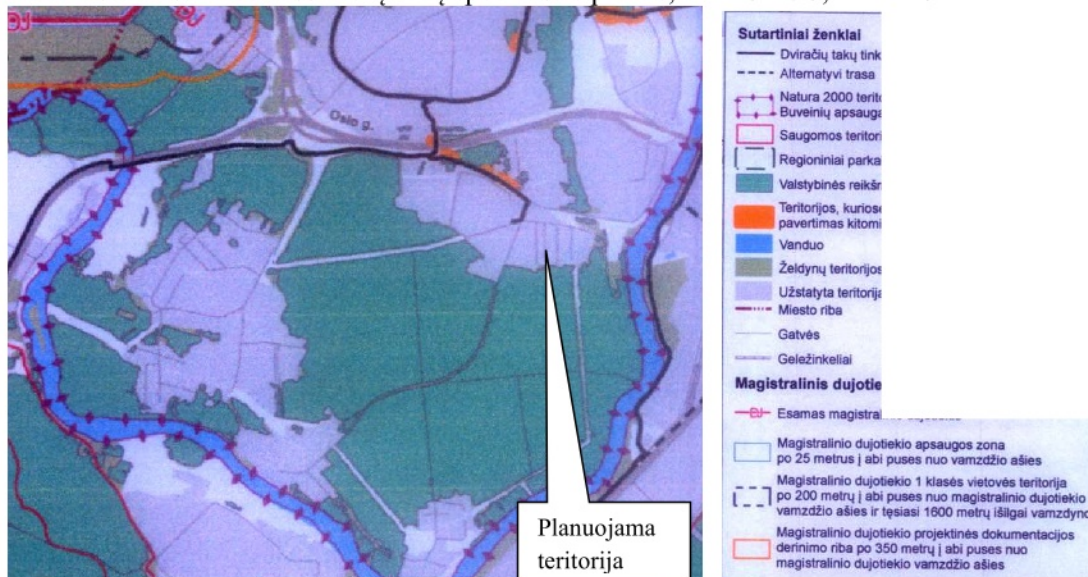 Oslo g.
Planuojama
teritorija
Sutartiniai ženklai
Dviračių takų tink
Alternatyvi trasa
Natura 2000 terito
Buveinių apsauga
Saugomos teritori
Regioniniai parka
Valstybinės reikšm
Teritorijos, kuriose
pavertimas kitomi
Vanduo
Želdynų teritorijos
Užstatyta teritorija
Miesto riba
Gatvės
Geležinkeliai
Magistralinis dujotie
Esamas magistral
Magistralinio dujotiekio apsaugos zona
po 25 metrus į abi puses nuo vamzdžio ašies
Magistralinio dujotiekio 1 klasės vietovės teritorija
po 200 metrų į abi puses nuo magistralinio dujotiekio
vamzdžio ašies ir tęsiasi 1600 metrų išilgai vamzdyno
Magistralinio dujotiekio projektinės dokumentacijos
derinimo riba po 350 metrų į abi puses nuo
magistralinio dujotiekio vamzdžio ašies